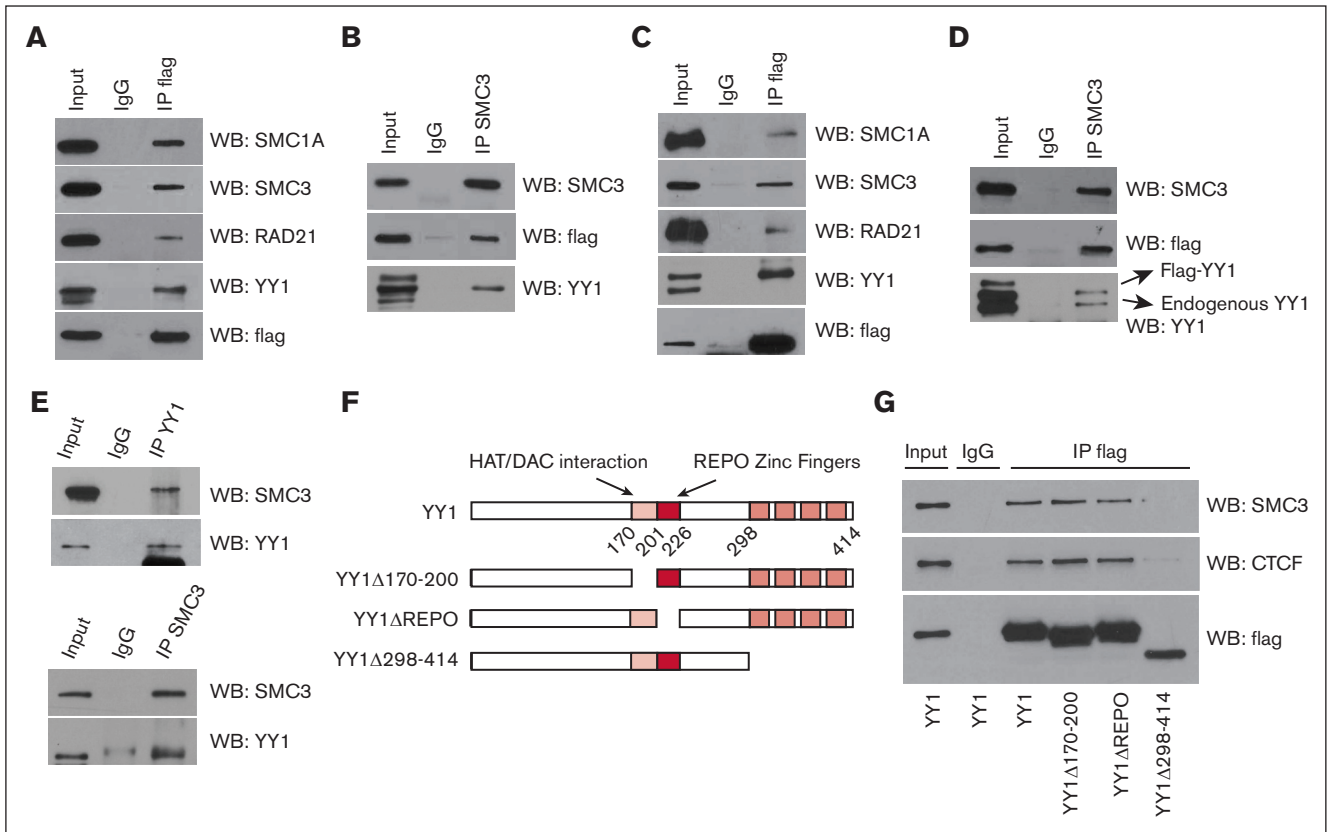 A
Input
IgG
IP flag
WB: SMC1A
WB: SMC3
WB: RAD21
WB: YY1
WB: flag
B
Input
IgG
IP SMC3
WB: SMC3
WB: flag
WB: YY1
C
Input
IgG
IP flag
WB: SMC1A
WB: SMC3
WB: RAD21
WB: YY1
WB: flag
D
Input
IgG
IP SMC3
WB: SMC3
WB: flag
Flag-YY1
Endogenous YY1
WB: YY1
E
Input
IgG
IP YY1
WB: SMC3
WB: YY1
Input
IgG
IP SMC3
WB: SMC3
WB: YY1
F
HAT/DAC interaction
REPO Zinc Fingers
YY1
170
201
226
298
414
YY1Δ170-200
YY1ΔREPO
YY1Δ298-414
G
Input
IgG
IP flag
WB: SMC3
WB: CTCF
WB: flag
YY1
YY1
YY1
YY1Δ170-200
YY1ΔREPO
YY1Δ298-414